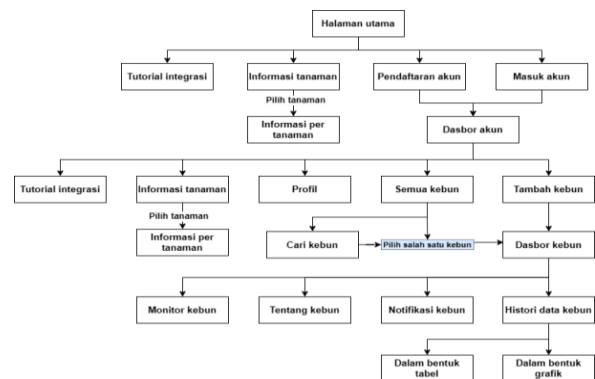 Halaman utama
Tutorial integrasi
Informasi tanaman
Pendaftaran akun
Masuk akun
Pilih tanaman
Informasi per
tanaman
Dasbor akun
Tutorial integrasi
Informasi tanaman
Profil
Semua kebun
Tambah kebun
Pilih tanaman
Informasi per
tanaman
Cari kebun
Pilih salah satu kebun
Dasbor kebun
Monitor kebun
Tentang kebun
Notifikasi kebun
Histori data kebun
Dalam bentuk
tabel
Dalam bentuk
grafik